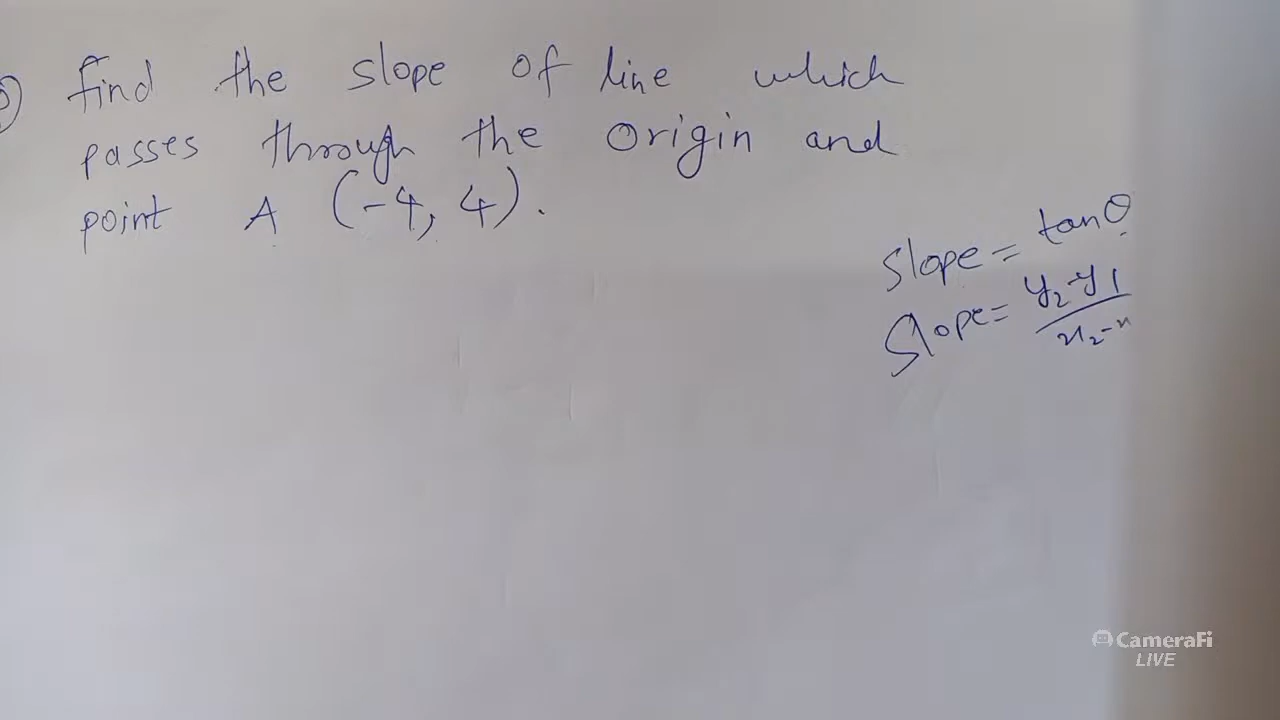 Find the slope of line which
passes through the origin and
point A (-4, 4).
slope = tanθ
Slope = y₂-y₁
x₂-x
CameraFi
LIVE